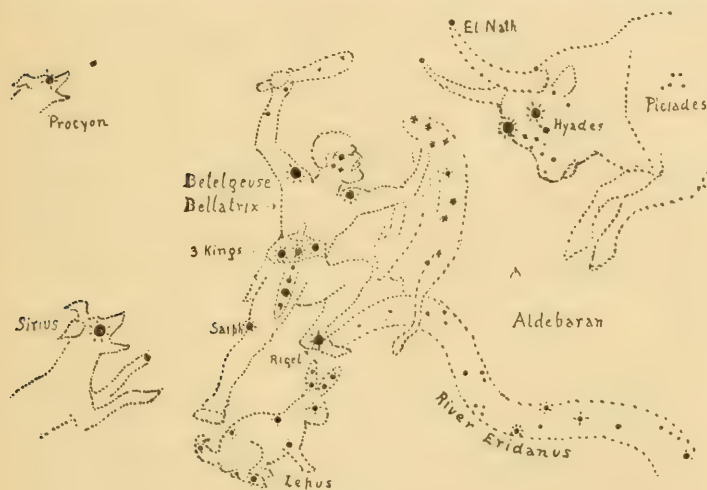 El Nath
Procyon
Hyades
Pleiades
Betelgeuse
Bellatrix
3 Kings
Sirius
Saiph
Aldebaran
Rigel
River Eridanus
Lepus